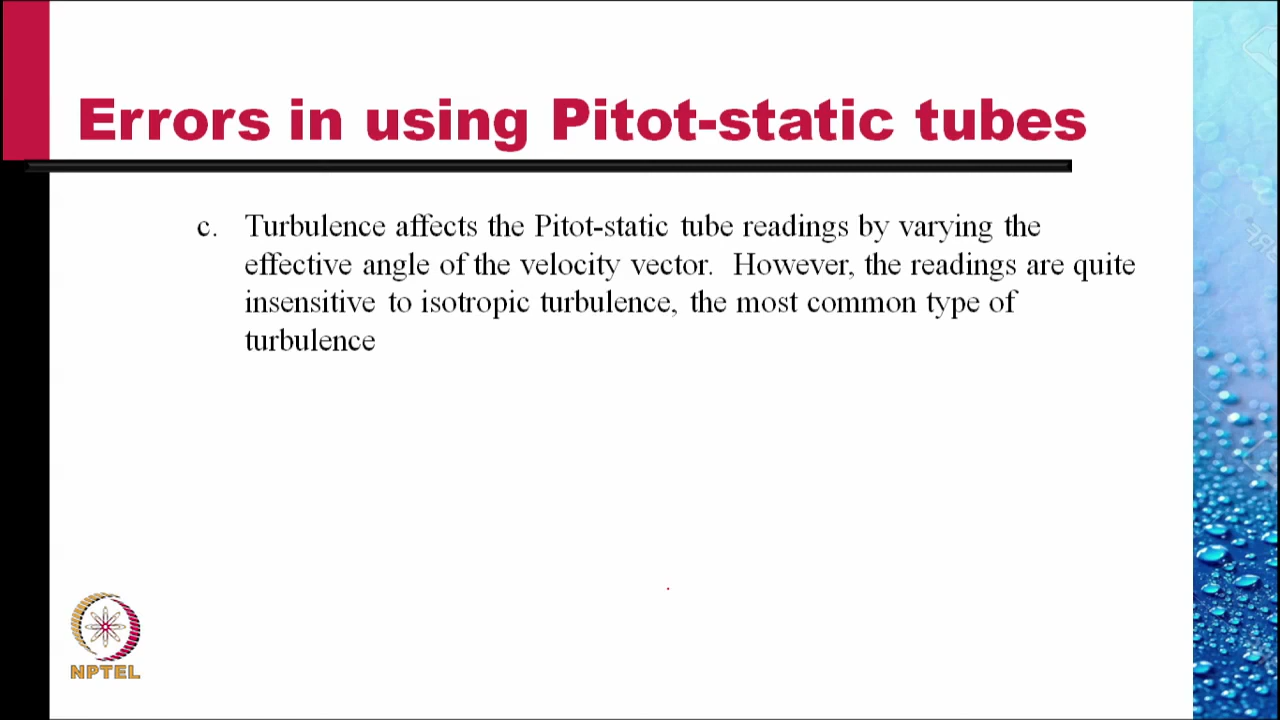 Errors in using Pitot-static tubes
c. Turbulence affects the Pitot-static tube readings by varying the
effective angle of the velocity vector. However, the readings are quite
insensitive to isotropic turbulence, the most common type of
turbulence
NPTEL